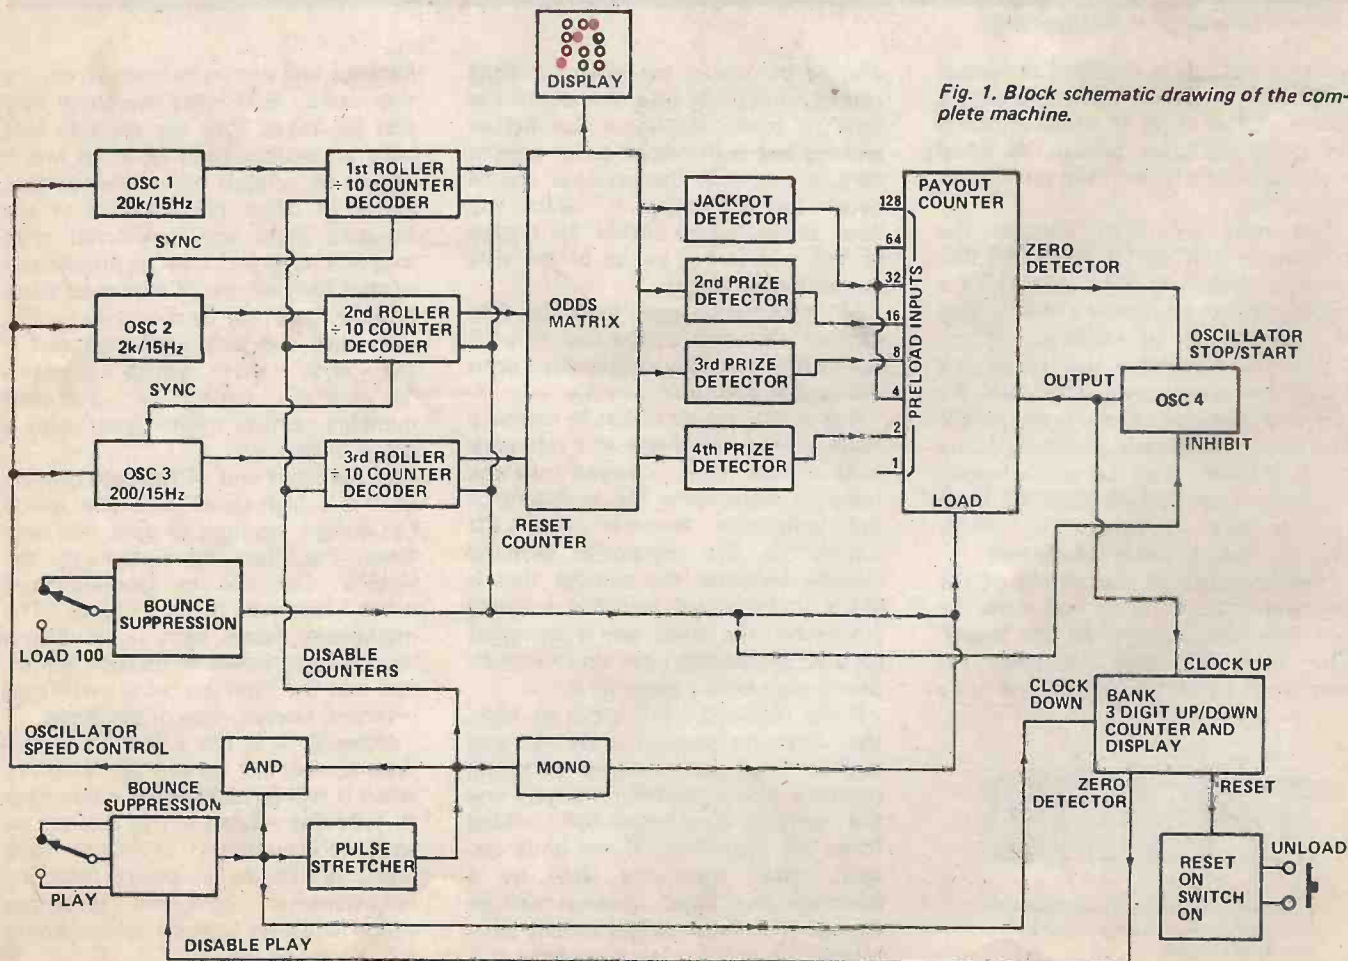 DISPLAY
Fig. 1. Block schematic drawing of the com-
plete machine.
OSC 1
20k/15Hz
1st ROLLER
÷10 COUNTER
DECODER
SYNC
OSC 2
2k/15Hz
2nd ROLLER
÷10 COUNTER
DECODER
SYNC
OSC 3
200/15Hz
3rd ROLLER
÷10 COUNTER
DECODER
ODDS
MATRIX
JACKPOT
DETECTOR
2nd PRIZE
DETECTOR
3rd PRIZE
DETECTOR
4th PRIZE
DETECTOR
PAYOUT
COUNTER
128
64
32
16
8
4
2
1
PRELOAD INPUTS
LOAD
ZERO
DETECTOR
OSCILLATOR
STOP/START
OUTPUT
OSC 4
INHIBIT
RESET
COUNTER
BOUNCE
SUPPRESSION
LOAD 100
DISABLE
COUNTERS
OSCILLATOR
SPEED CONTROL
AND
MONO
BOUNCE
SUPPRESSION
PULSE
STRETCHER
PLAY
DISABLE PLAY
CLOCK UP
CLOCK
DOWN
BANK
3 DIGIT UP/DOWN
COUNTER AND
DISPLAY
ZERO
DETECTOR
RESET
RESET
ON
SWITCH
ON
UNLOAD